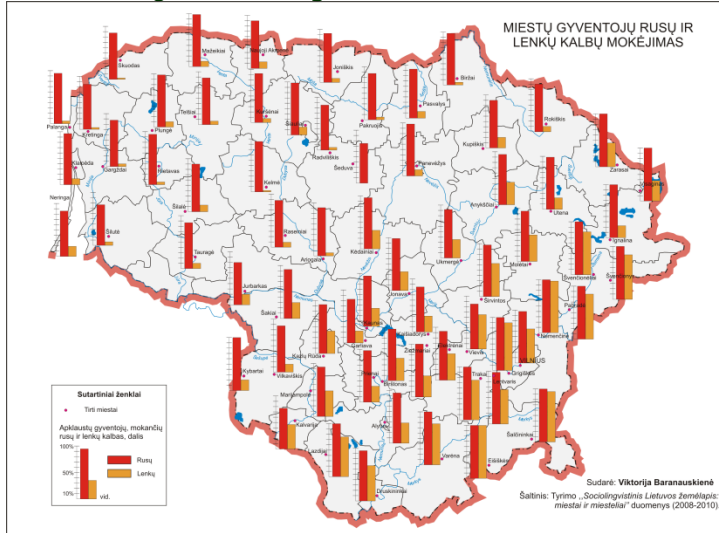 MIESTŲ GYVENTOJŲ RUSŲ IR
LENKŲ KALBŲ MOKĖJIMAS
Skuodas
Mažeikiai
Joniškis
Biržai
Palanga
Kretinga
Plungė
Telšiai
Kuršėnai
Radviliškis
Pakruojis
Pasvalys
Kupiškis
Rokiškis
Zarasai
Klaipėda
Gargždai
Rietavas
Kelmė
Šeduva
Panevėžys
Anykščiai
Utena
Ignalina
Neringa
Šilutė
Šilalė
Tauragė
Raseiniai
Ariogala
Kėdainiai
Ukmergė
Molėtai
Švenčionėliai
Švenčionys
Jurbarkas
Šakiai
Jonava
Širvintos
Pabradė
Nemenčinė
Kaunas
Garliava
Kaišiadorys
Žiežmariai
Elektrėnai
Vievis
VILNIUS
Grigiškės
Kybartai
Vilkaviškis
Kazlų Rūda
Prienai
Birštonas
Trakai
Lentvaris
Marijampolė
Kalvarija
Alytus
Lazdijai
Varėna
Eišiškės
Šalčininkai
Druskininkai
Sutartiniai ženklai
Tirti miestai
Apklaustų gyventojų, mokančių
rusų ir lenkų kalbas, dalis
100%
50%
10%
vid.
Rusų
Lenkų
Sudarė: Viktorija Baranauskienė
Šaltinis: Tyrimo ,,Sociolingvistinis Lietuvos žemėlapis:
miestai ir miesteliai" duomenys (2008-2010)